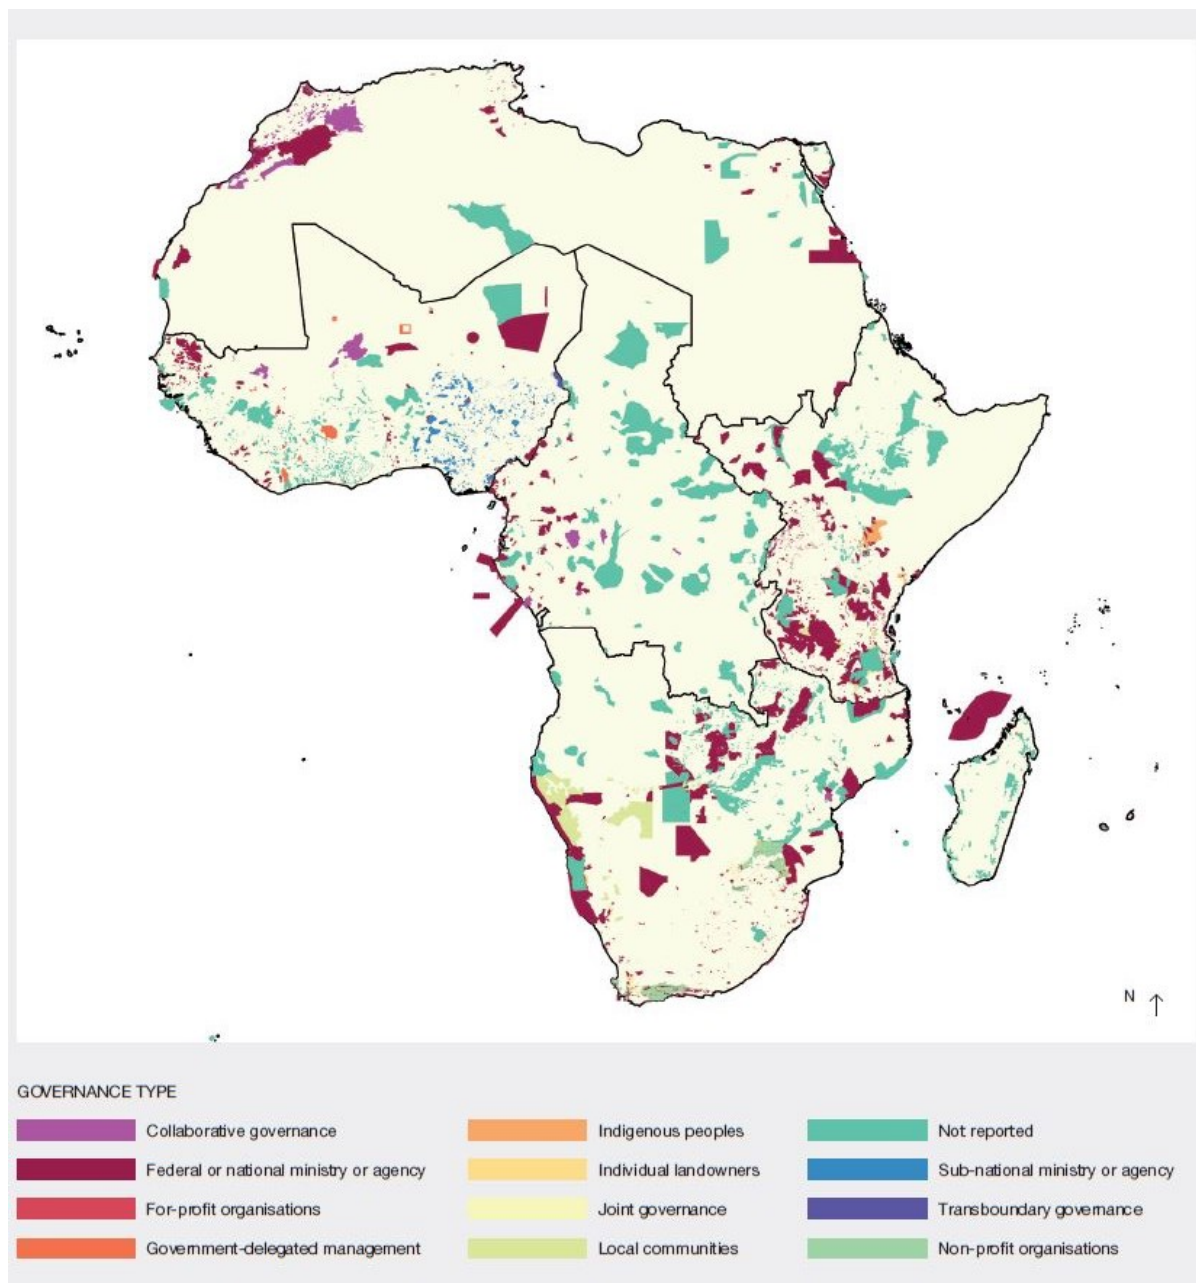 N
GOVERNANCE TYPE
Collaborative governance
Federal or national ministry or agency
For-profit organisations
Government-delegated management
Indigenous peoples
Individual landowners
Joint governance
Local communities
Not reported
Sub-national ministry or agency
Transboundary governance
Non-profit organisations